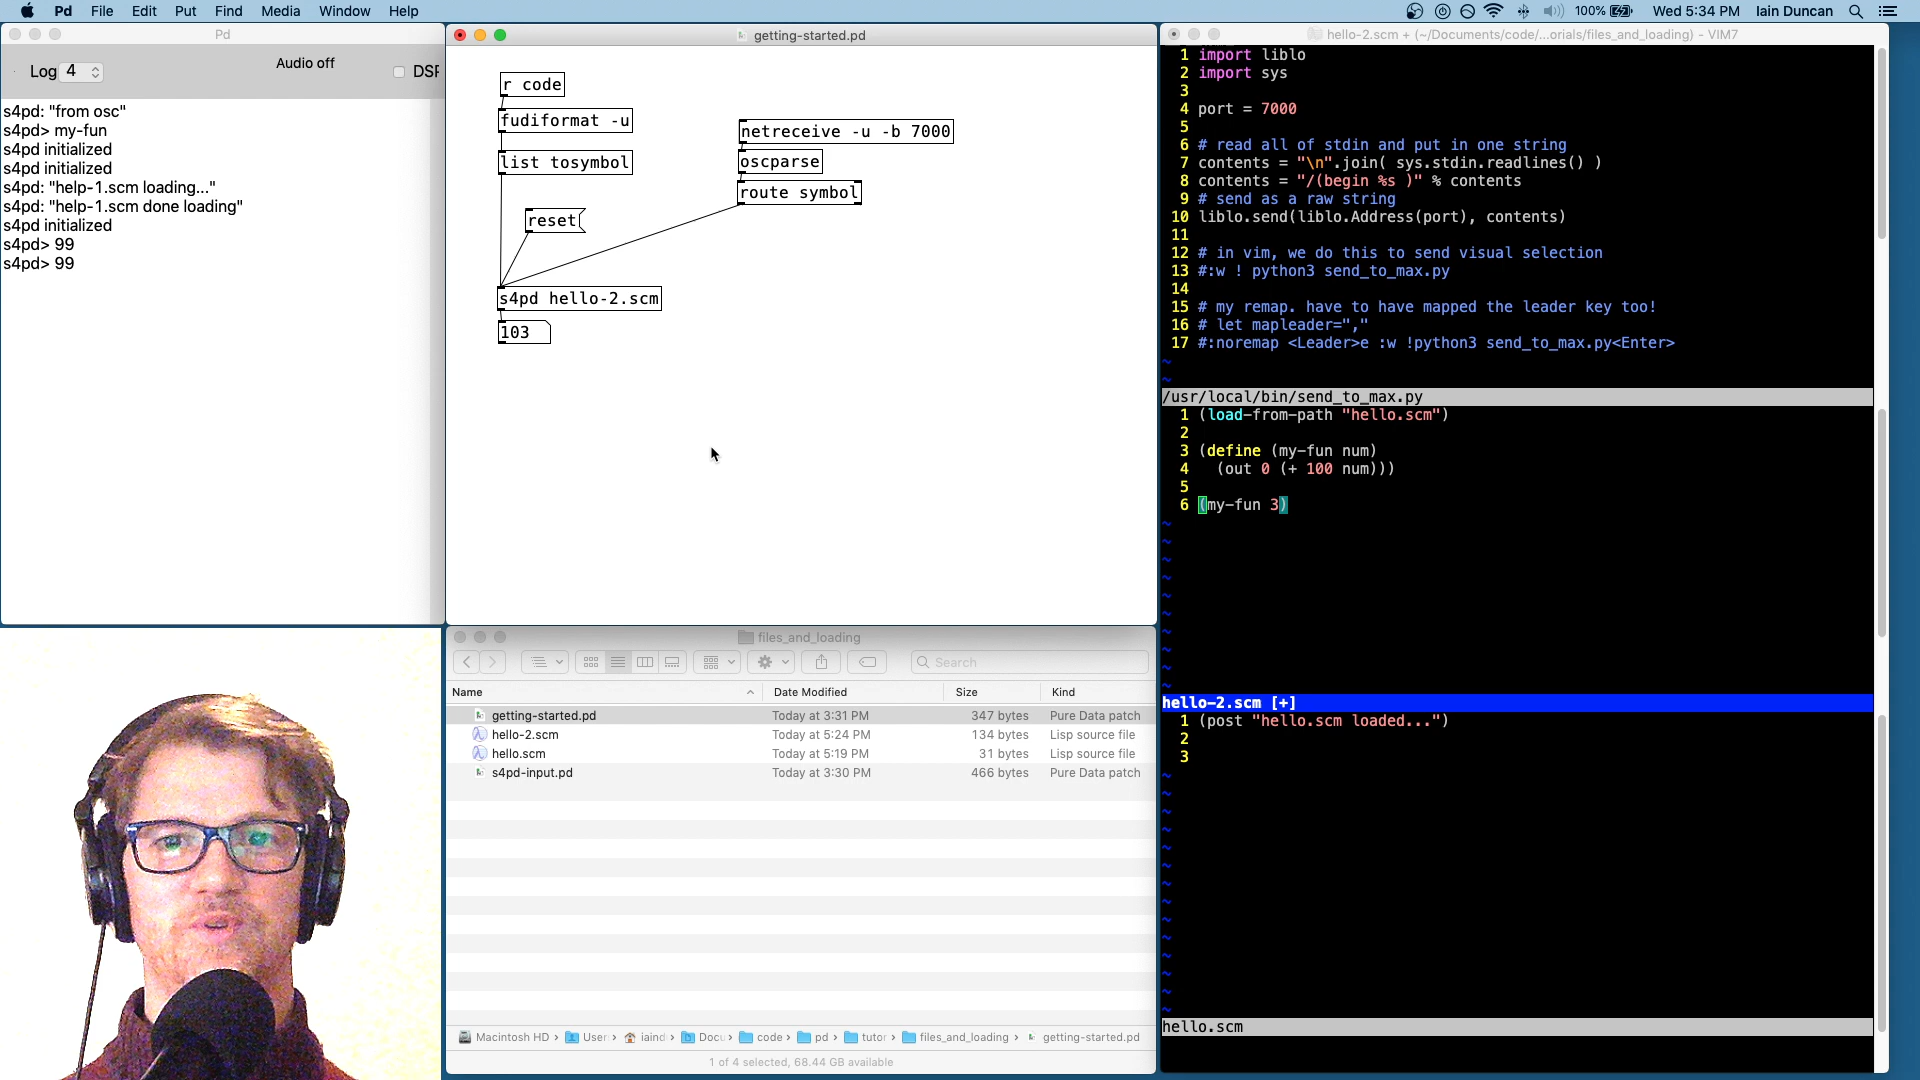 Pd File Edit Put Find Media Window Help 100% Wed 5:34 PM Iain Duncan
Pd
Log 4 Audio off DSP
s4pd: "from osc"
s4pd> my-fun
s4pd initialized
s4pd initialized
s4pd: "help-1.scm loading..."
s4pd: "help-1.scm done loading"
s4pd initialized
s4pd> 99
s4pd> 99
getting-started.pd
r code
fudiformat -u
list tosymbol
reset
netreceive -u -b 7000
oscparse
route symbol
s4pd hello-2.scm
103
files_and_loading
Search
Name Date Modified Size Kind
getting-started.pd Today at 3:31 PM 347 bytes Pure Data patch
hello-2.scm Today at 5:24 PM 134 bytes Lisp source file
hello.scm Today at 5:19 PM 31 bytes Lisp source file
s4pd-input.pd Today at 3:30 PM 466 bytes Pure Data patch
Macintosh HD › User › iaind › Docu › code › pd › tutor › files_and_loading › getting-started.pd
1 of 4 selected, 68.44 GB available
hello-2.scm + (~/Documents/code/...orials/files_and_loading) - VIM7
1 import liblo
2 import sys
3
4 port = 7000
5
6 # read all of stdin and put in one string
7 contents = "\n".join( sys.stdin.readlines() )
8 contents = "/(begin %s )" % contents
9 # send as a raw string
10 liblo.send(liblo.Address(port), contents)
11
12 # in vim, we do this to send visual selection
13 #:w ! python3 send_to_max.py
14
15 # my remap. have to have mapped the leader key too!
16 # let mapleader=","
17 #:noremap <Leader>e :w !python3 send_to_max.py<Enter>
~
~
/usr/local/bin/send_to_max.py
1 (load-from-path "hello.scm")
2
3 (define (my-fun num)
4 (out 0 (+ 100 num)))
5
6 (my-fun 3)
~
~
~
~
~
~
~
~
~
~
hello-2.scm [+]
1 (post "hello.scm loaded...")
2
3
~
~
~
~
~
~
~
~
~
~
~
~
~
~
hello.scm